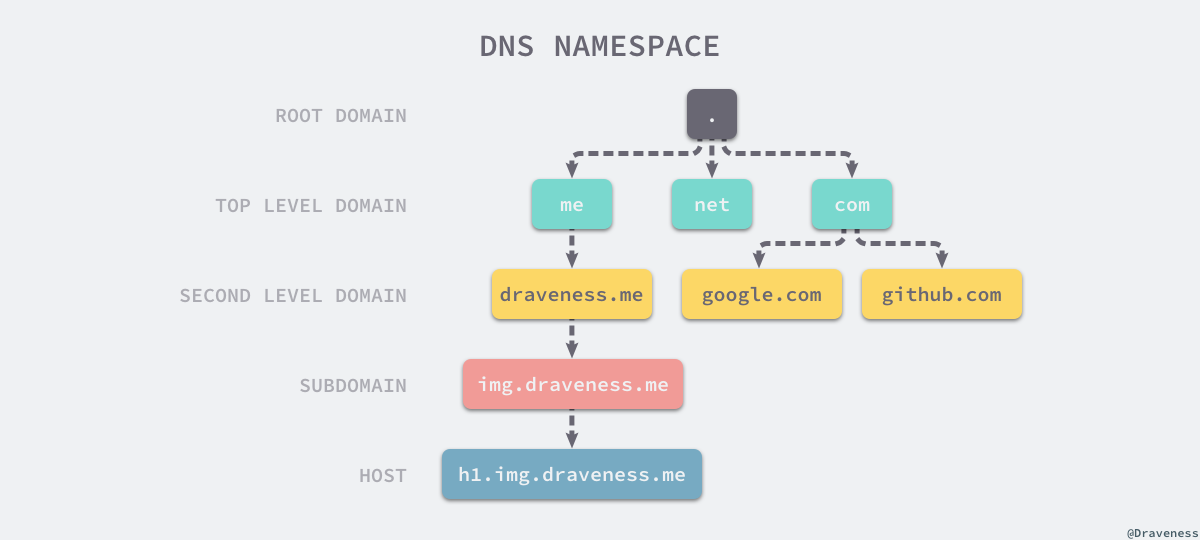 DNS NAMESPACE
ROOT DOMAIN
.
TOP LEVEL DOMAIN
me
net
com
SECOND LEVEL DOMAIN
draveness.me
google.com
github.com
SUBDOMAIN
img.draveness.me
HOST
h1.img.draveness.me
@Draveness